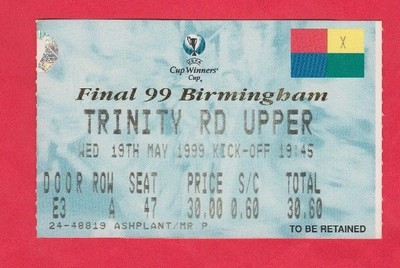 X
UEFA
Cup Winners'
Cup
Final 99 Birmingham
TRINITY RD UPPER
WED 19TH MAY 1999 KICK-OFF 19:45
DOOR ROW SEAT PRICE S/C TOTAL
E3 A 47 30.00 0.60 30.60
24-48819 ASHPLANT/MR P
TO BE RETAINED